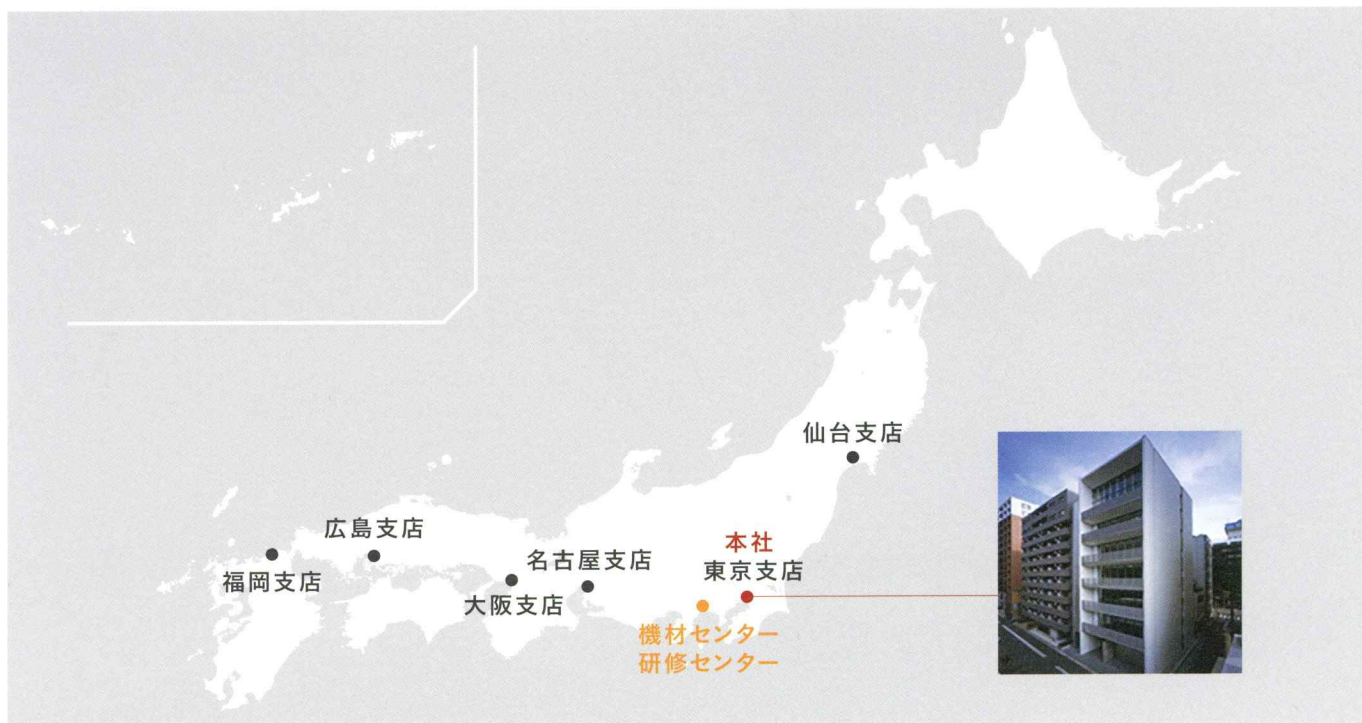 仙台支店
広島支店
福岡支店
名古屋支店
大阪支店
本社
東京支店
機材センター
研修センター